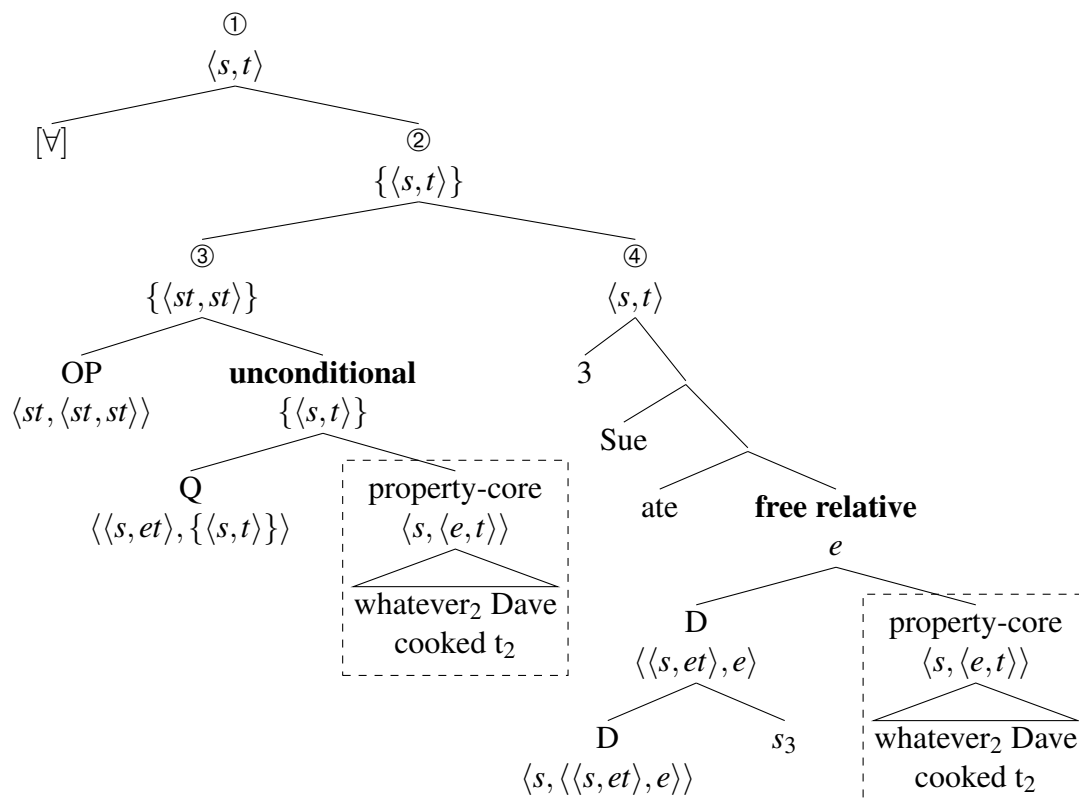 ①
⟨s,t⟩
[∀] ②
{⟨s,t⟩}
③ ④
{⟨st,st⟩} ⟨s,t⟩
OP unconditional 3
⟨st,⟨st,st⟩⟩ {⟨s,t⟩}
Sue
Q property-core ate free relative
⟨⟨s,et⟩,{⟨s,t⟩}⟩ ⟨s,⟨e,t⟩⟩ e
whatever₂ Dave D property-core
cooked t₂ ⟨⟨s,et⟩,e⟩ ⟨s,⟨e,t⟩⟩
D s₃ whatever₂ Dave
⟨s,⟨⟨s,et⟩,e⟩⟩ cooked t₂